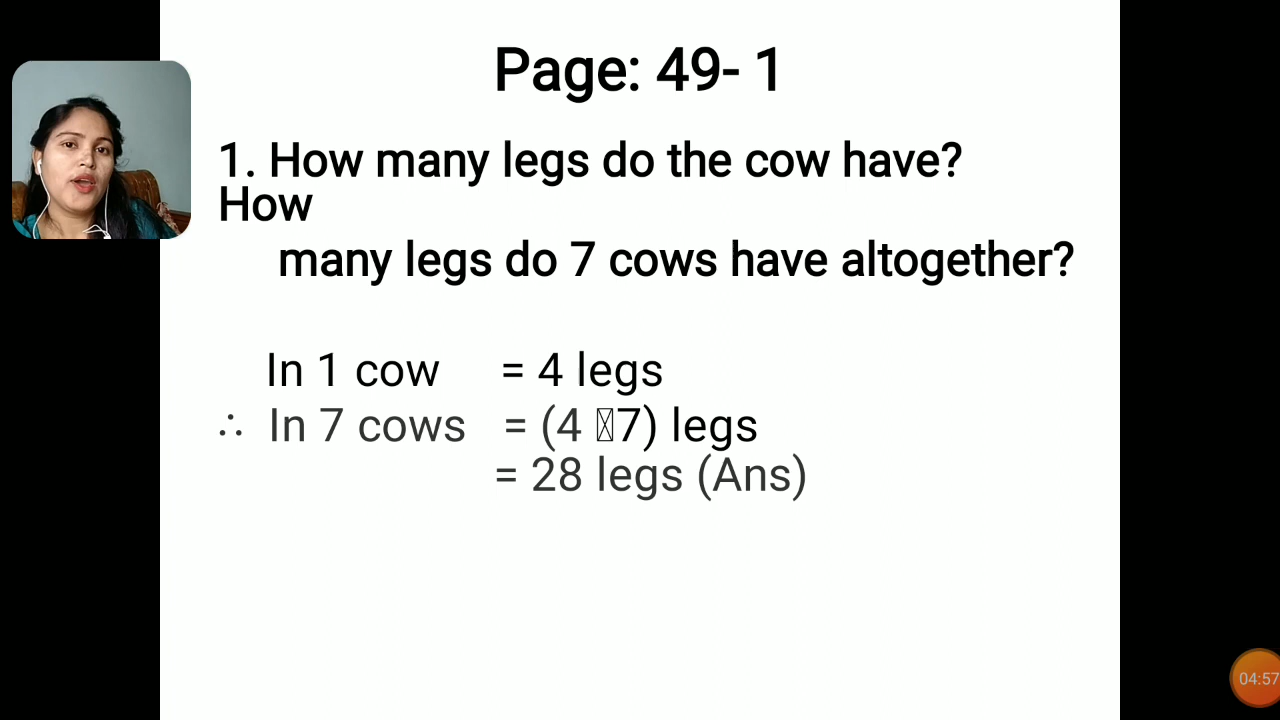 Page: 49- 1
1. How many legs do the cow have?
How
many legs do 7 cows have altogether?
In 1 cow = 4 legs
∴ In 7 cows = (4 7) legs
= 28 legs (Ans)
04:57